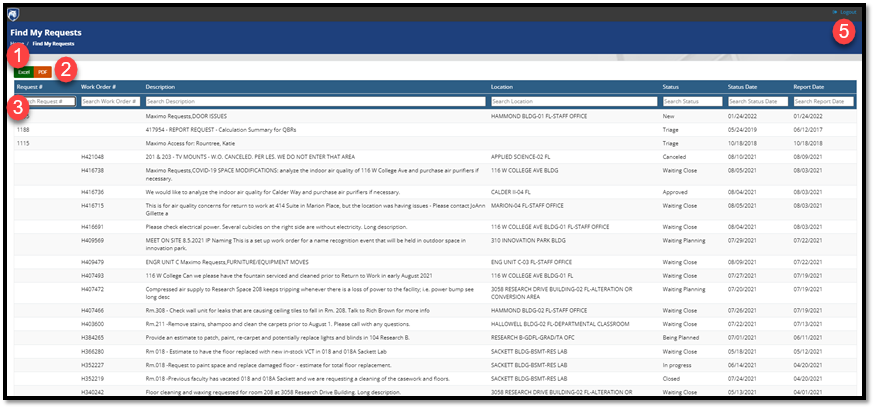 Logout
5
Find My Requests
Home / Find My Requests
1
Excel PDF 2
Request # Work Order # Description Location Status Status Date Report Date
3 Search Request # Search Work Order # Search Description Search Location Search Status Search Status Date Search Report Date
Maximo Requests,DOOR ISSUES HAMMOND BLDG-01 FL-STAFF OFFICE New 01/24/2022 01/24/2022
1188 417954 - REPORT REQUEST - Calculation Summary for QBRs Triage 05/24/2019 06/12/2017
1115 Maximo Access for: Rountree, Katie Triage 10/18/2018 10/18/2018
H421048 201 & 203 - TV MOUNTS - W.O. CANCELED. PER LES. WE DO NOT ENTER THAT AREA APPLIED SCIENCE-02 FL Canceled 08/10/2021 08/09/2021
H416738 Maximo Requests,COVID-19 SPACE MODIFICATIONS: analyze the indoor air quality of 116 W College Ave and purchase air purifiers if 116 W COLLEGE AVE BLDG Waiting Close 08/05/2021 08/03/2021
necessary.
H416736 We would like to analyze the indoor air quality for Calder Way and purchase air purifiers if necessary. CALDER II-04 FL Approved 08/04/2021 08/03/2021
H416715 This is for air quality concerns for return to work at 414 Suite in Marion Place, but the location was having issues - Please contact JoAnn MARION-04 FL-STAFF OFFICE Waiting Close 08/05/2021 08/03/2021
Gillette a
H416691 Please check electrical power. Several cubicles on the right side are without electricity. Long description. 116 W COLLEGE AVE BLDG-01 FL-STAFF OFFICE Waiting Close 08/04/2021 08/03/2021
H409569 MEET ON SITE 8.5.2021 IP Naming This is a set up work order for a name recognition event that will be held in outdoor space in 310 INNOVATION PARK BLDG Waiting Planning 07/29/2021 07/22/2021
innovation park.
H409479 ENGR UNIT C Maximo Requests,FURNITURE/EQUIPMENT MOVES ENG UNIT C-03 FL-STAFF OFFICE Waiting Close 08/09/2021 07/22/2021
H407493 116 W College Can we please have the fountain serviced and cleaned prior to Return to Work in early August 2021 116 W COLLEGE AVE BLDG-01 FL Waiting Close 07/27/2021 07/19/2021
H407472 Compressed air supply to Research Space 208 keeps tripping whenever there is a loss of power to the facility; i.e. power bump see 3058 RESEARCH DRIVE BUILDING-02 FL-ALTERATION OR Waiting Planning 07/20/2021 07/19/2021
long desc CONVERSION AREA
H407466 Rm.308 - Check wall unit for leaks that are causing ceiling tiles to fall in Rm. 208. Talk to Rich Brown for more info HAMMOND BLDG-02 FL-STAFF OFFICE Waiting Close 07/26/2021 07/19/2021
H403600 Rm.211 -Remove stains, shampoo and clean the carpets prior to August 1. Please call with any questions. HALLOWELL BLDG-02 FL-DEPARTMENTAL CLASSROOM Waiting Close 07/22/2021 07/13/2021
H384265 Provide an estimate to patch, paint, re-carpet and potentially replace lights and blinds in 104 Research B. RESEARCH B-GDFL-GRAD/TA OFC Being Planned 07/01/2021 06/11/2021
H366280 Rm 018 - Estimate to have the floor replaced with new in-stock VCT in 018 and 018A Sackett Lab SACKETT BLDG-BSMT-RES LAB Waiting Close 05/18/2021 05/12/2021
H352227 Rm.018 -Request to paint space and replace damaged floor - estimate for total floor replacement. SACKETT BLDG-BSMT-RES LAB In progress 06/14/2021 04/20/2021
H352219 Rm.018 -Previous faculty has vacated 018 and 018A Sackett and we are requesting a cleaning of the casework and floors. SACKETT BLDG-BSMT-RES LAB Closed 07/24/2021 04/20/2021
H340242 Floor cleaning and waxing requested for room 208 at 3058 Research Drive Building. Long description. 3058 RESEARCH DRIVE BUILDING-02 FL-ALTERATION OR Waiting Close 05/13/2021 04/01/2021